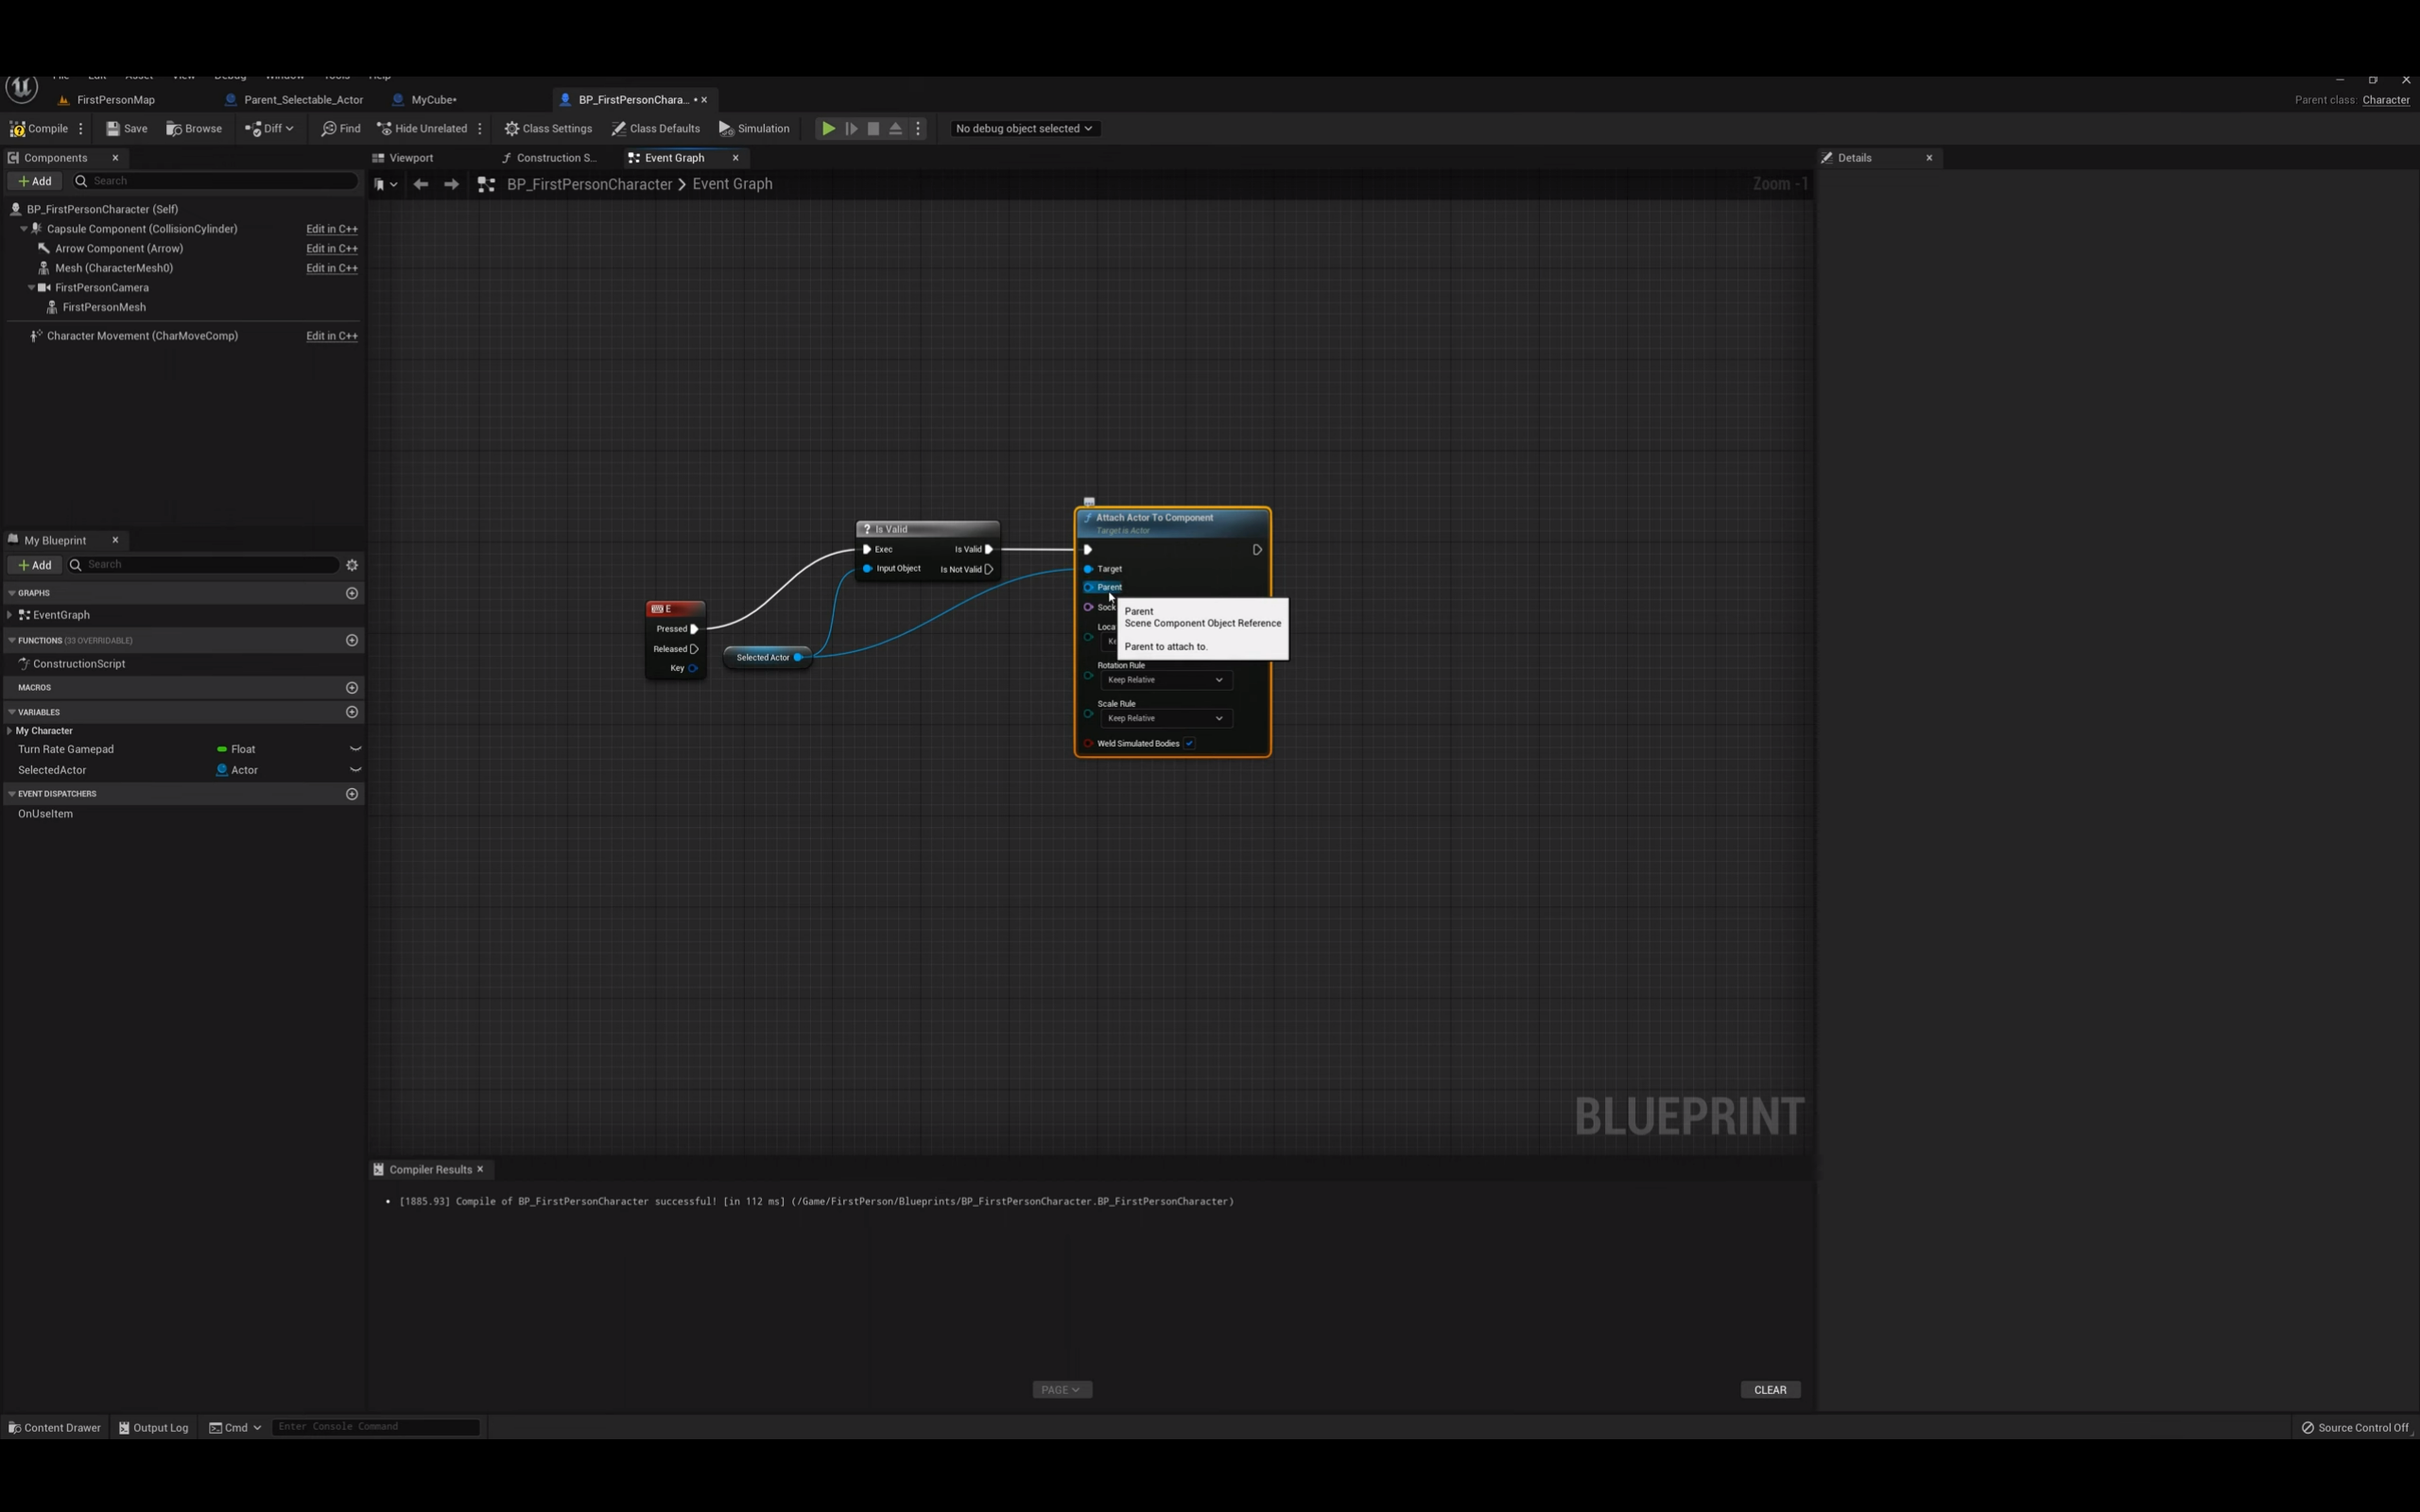 File Edit Asset View Debug Window Tools Help
FirstPersonMap Parent_Selectable_Actor MyCube• BP_FirstPersonChara... •
Parent class: Character
Compile Save Browse Diff Find Hide Unrelated Class Settings Class Defaults Simulation No debug object selected
Components
Add Search
BP_FirstPersonCharacter (Self)
Capsule Component (CollisionCylinder) Edit in C++
Arrow Component (Arrow) Edit in C++
Mesh (CharacterMesh0) Edit in C++
FirstPersonCamera
FirstPersonMesh
Character Movement (CharMoveComp) Edit in C++
My Blueprint
Add Search
GRAPHS
EventGraph
FUNCTIONS (33 OVERRIDABLE)
ConstructionScript
MACROS
VARIABLES
My Character
Turn Rate Gamepad Float
SelectedActor Actor
EVENT DISPATCHERS
OnUseItem
Viewport Construction S... Event Graph
BP_FirstPersonCharacter > Event Graph
Zoom -1
E
Pressed
Released
Key
Selected Actor
? Is Valid
Exec Is Valid
Input Object Is Not Valid
Attach Actor To Component
Target is Actor
Target
Parent
Sock
Loca
Ke
Rotation Rule
Keep Relative
Scale Rule
Keep Relative
Weld Simulated Bodies
Parent
Scene Component Object Reference
Parent to attach to.
BLUEPRINT
Compiler Results
• [1885.93] Compile of BP_FirstPersonCharacter successful! [in 112 ms] (/Game/FirstPerson/Blueprints/BP_FirstPersonCharacter.BP_FirstPersonCharacter)
PAGE
CLEAR
Details
Content Drawer Output Log Cmd Enter Console Command
Source Control Off